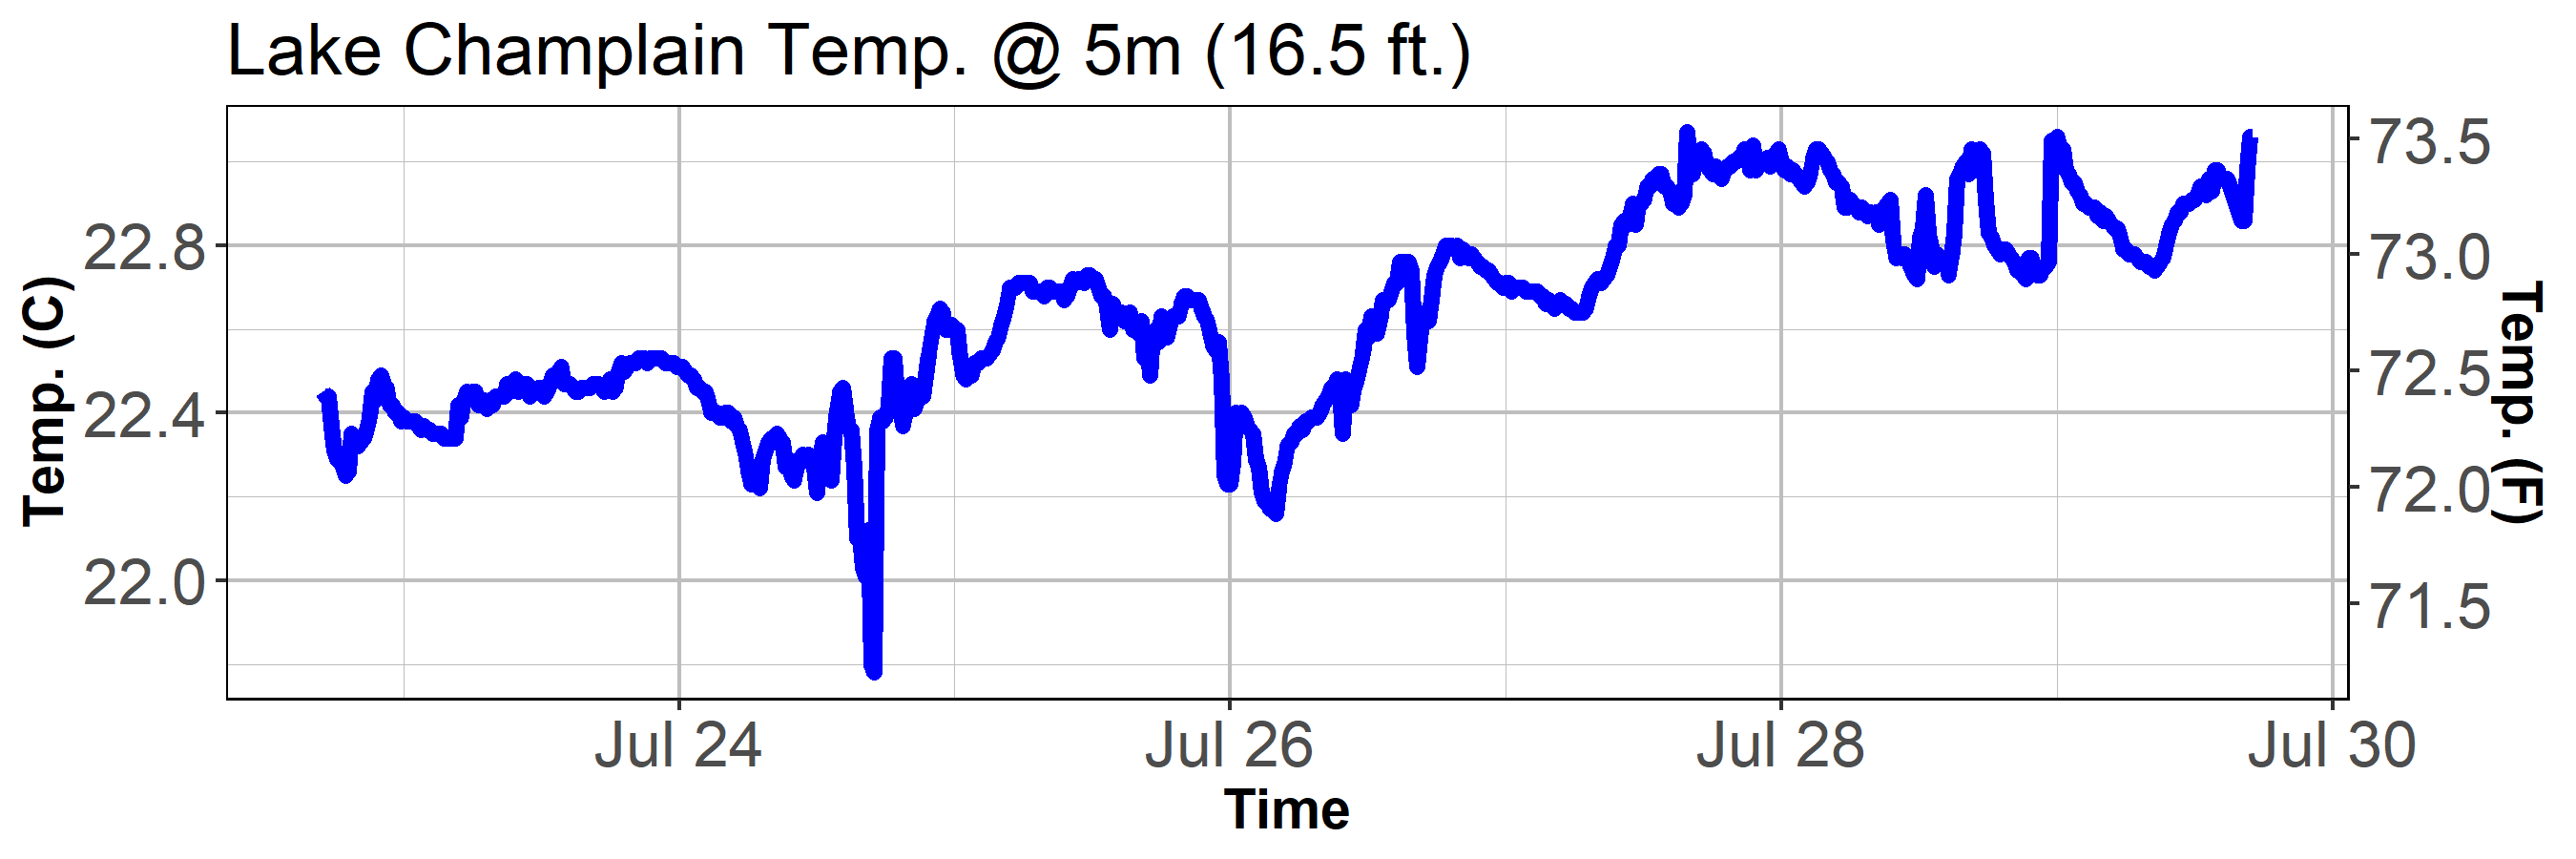 Lake Champlain Temp. @ 5m (16.5 ft.)
Temp. (C)
22.8
22.4
22.0
73.5
73.0
72.5
72.0
71.5
Temp. (F)
Jul 24 Jul 26 Jul 28 Jul 30
Time